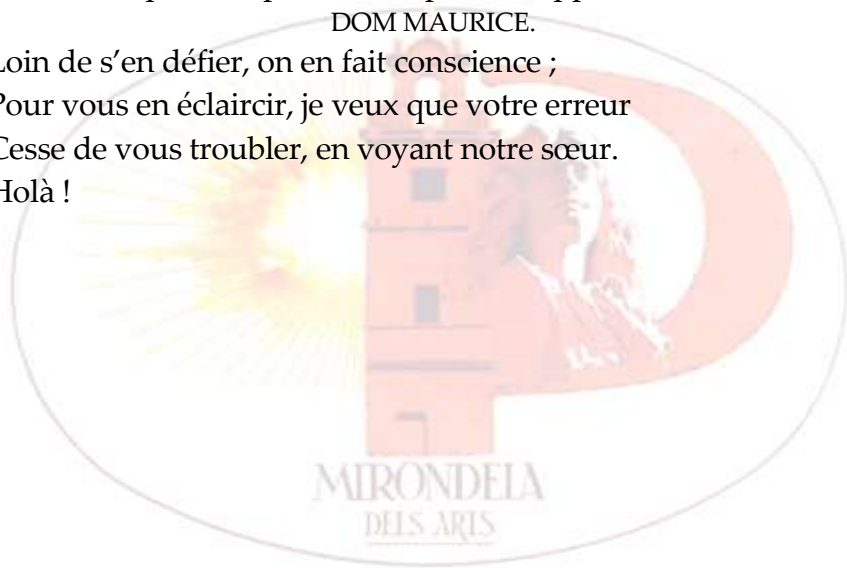 DOM MAURICE.
Loin de s’en défier, on en fait conscience ;
Pour vous en éclaircir, je veux que votre erreur
Cesse de vous troubler, en voyant notre sœur.
Holà !
MIRONDELA
DELS ARTS